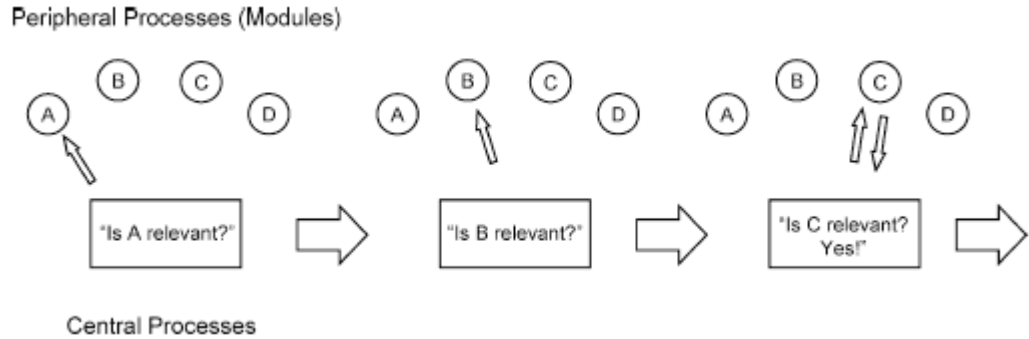 Peripheral Processes (Modules)
B C B C B C
A D A D A D
"Is A relevant?" "Is B relevant?" "Is C relevant?
Yes!"
Central Processes